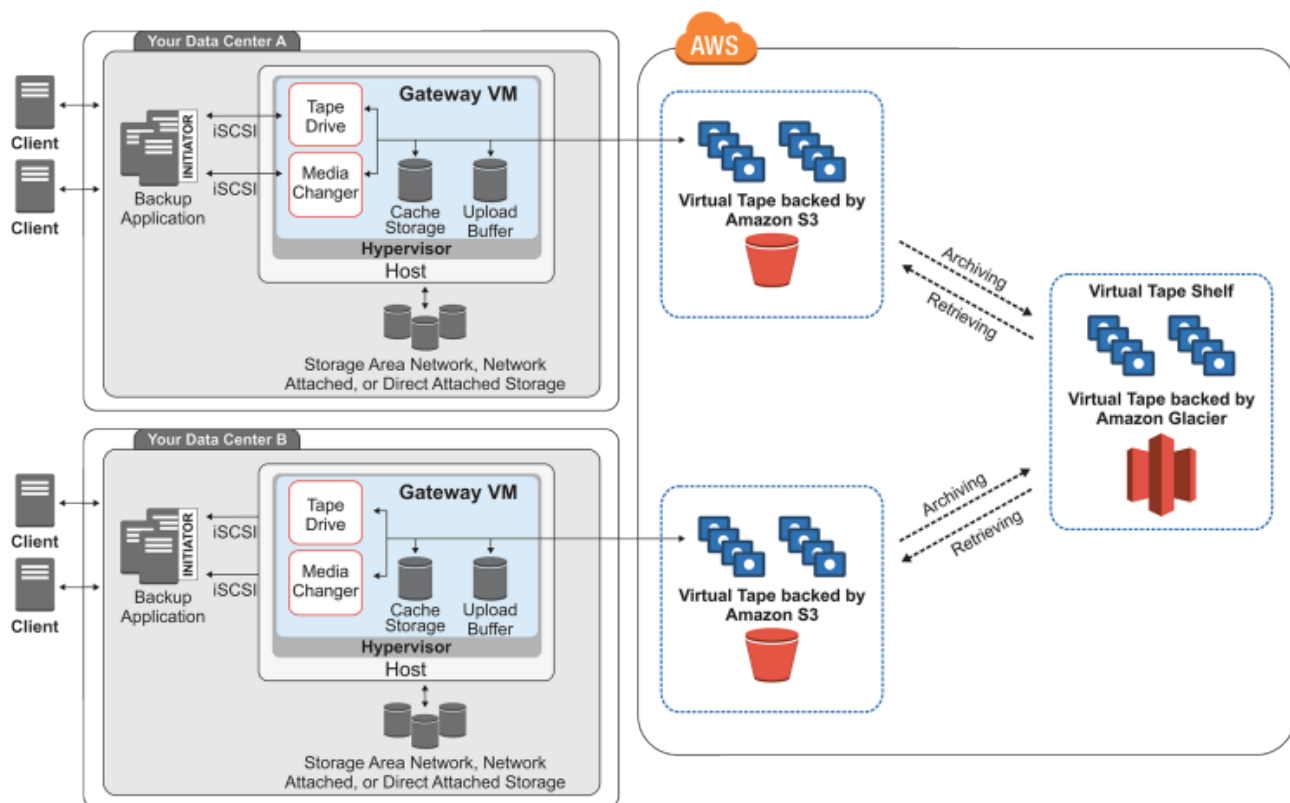 Your Data Center A
AWS
Client
Client
INITIATOR
Backup
Application
iSCSI
iSCSI
Gateway VM
Tape
Drive
Media
Changer
Cache
Storage
Upload
Buffer
Hypervisor
Host
Storage Area Network, Network
Attached, or Direct Attached Storage
Virtual Tape backed by
Amazon S3
Archiving
Retrieving
Virtual Tape Shelf
Virtual Tape backed by
Amazon Glacier
Your Data Center B
Client
Client
INITIATOR
Backup
Application
iSCSI
iSCSI
Gateway VM
Tape
Drive
Media
Changer
Cache
Storage
Upload
Buffer
Hypervisor
Host
Storage Area Network, Network
Attached, or Direct Attached Storage
Virtual Tape backed by
Amazon S3
Archiving
Retrieving